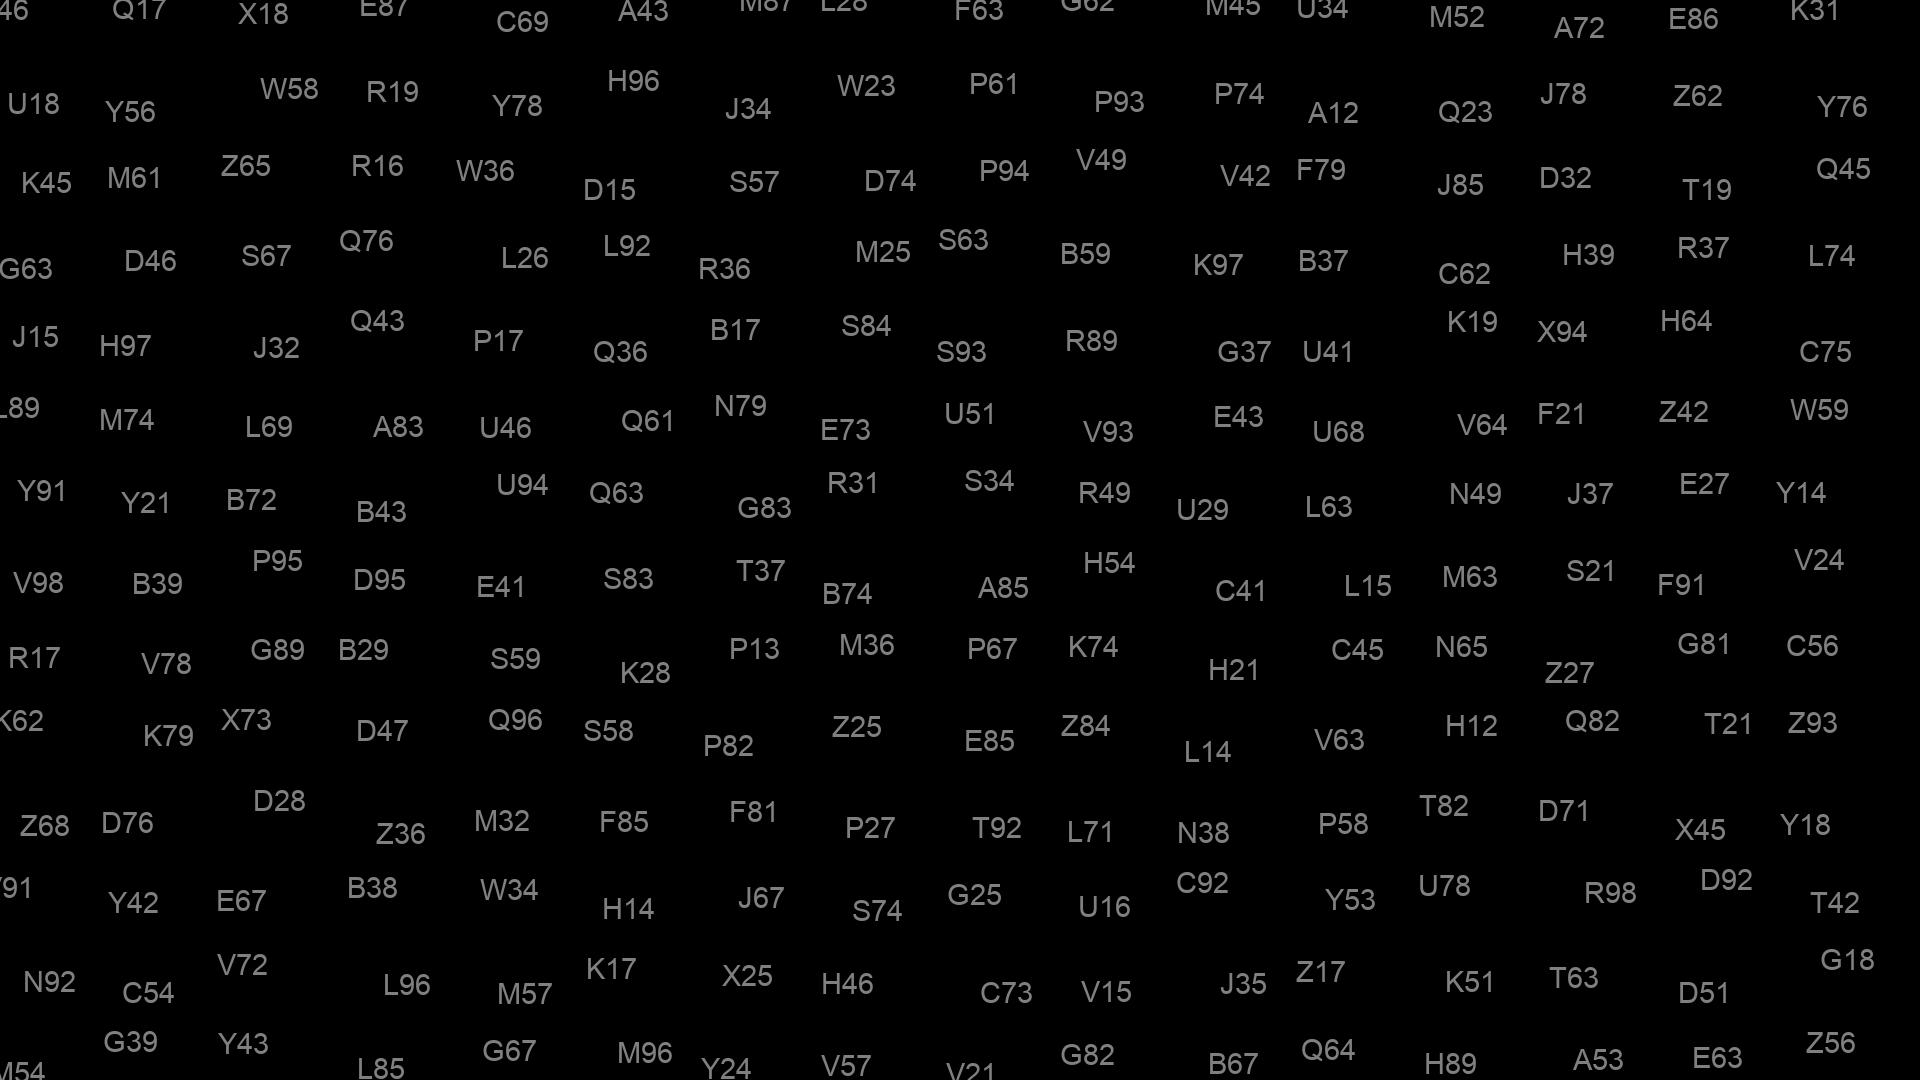 46 Q17 X18 E87 C69 A43 M87 L28 F63 G62 M45 U34 M52 A72 E86 K31
U18 Y56 W58 R19 Y78 H96 J34 W23 P61 P93 P74 A12 Q23 J78 Z62 Y76
K45 M61 Z65 R16 W36 D15 S57 D74 P94 V49 V42 F79 J85 D32 T19 Q45
G63 D46 S67 Q76 L26 L92 R36 M25 S63 B59 K97 B37 C62 H39 R37 L74
J15 H97 J32 Q43 P17 Q36 B17 S84 S93 R89 G37 U41 K19 X94 H64 C75
L89 M74 L69 A83 U46 Q61 N79 E73 U51 V93 E43 U68 V64 F21 Z42 W59
Y91 Y21 B72 B43 U94 Q63 G83 R31 S34 R49 U29 L63 N49 J37 E27 Y14
V98 B39 P95 D95 E41 S83 T37 B74 A85 H54 C41 L15 M63 S21 F91 V24
R17 V78 G89 B29 S59 K28 P13 M36 P67 K74 H21 C45 N65 Z27 G81 C56
K62 K79 X73 D47 Q96 S58 P82 Z25 E85 Z84 L14 V63 H12 Q82 T21 Z93
Z68 D76 D28 Z36 M32 F85 F81 P27 T92 L71 N38 P58 T82 D71 X45 Y18
91 Y42 E67 B38 W34 H14 J67 S74 G25 U16 C92 Y53 U78 R98 D92 T42
N92 C54 V72 L96 M57 K17 X25 H46 C73 V15 J35 Z17 K51 T63 D51 G18
M54 G39 Y43 L85 G67 M96 Y24 V57 V21 G82 B67 Q64 H89 A53 E63 Z56